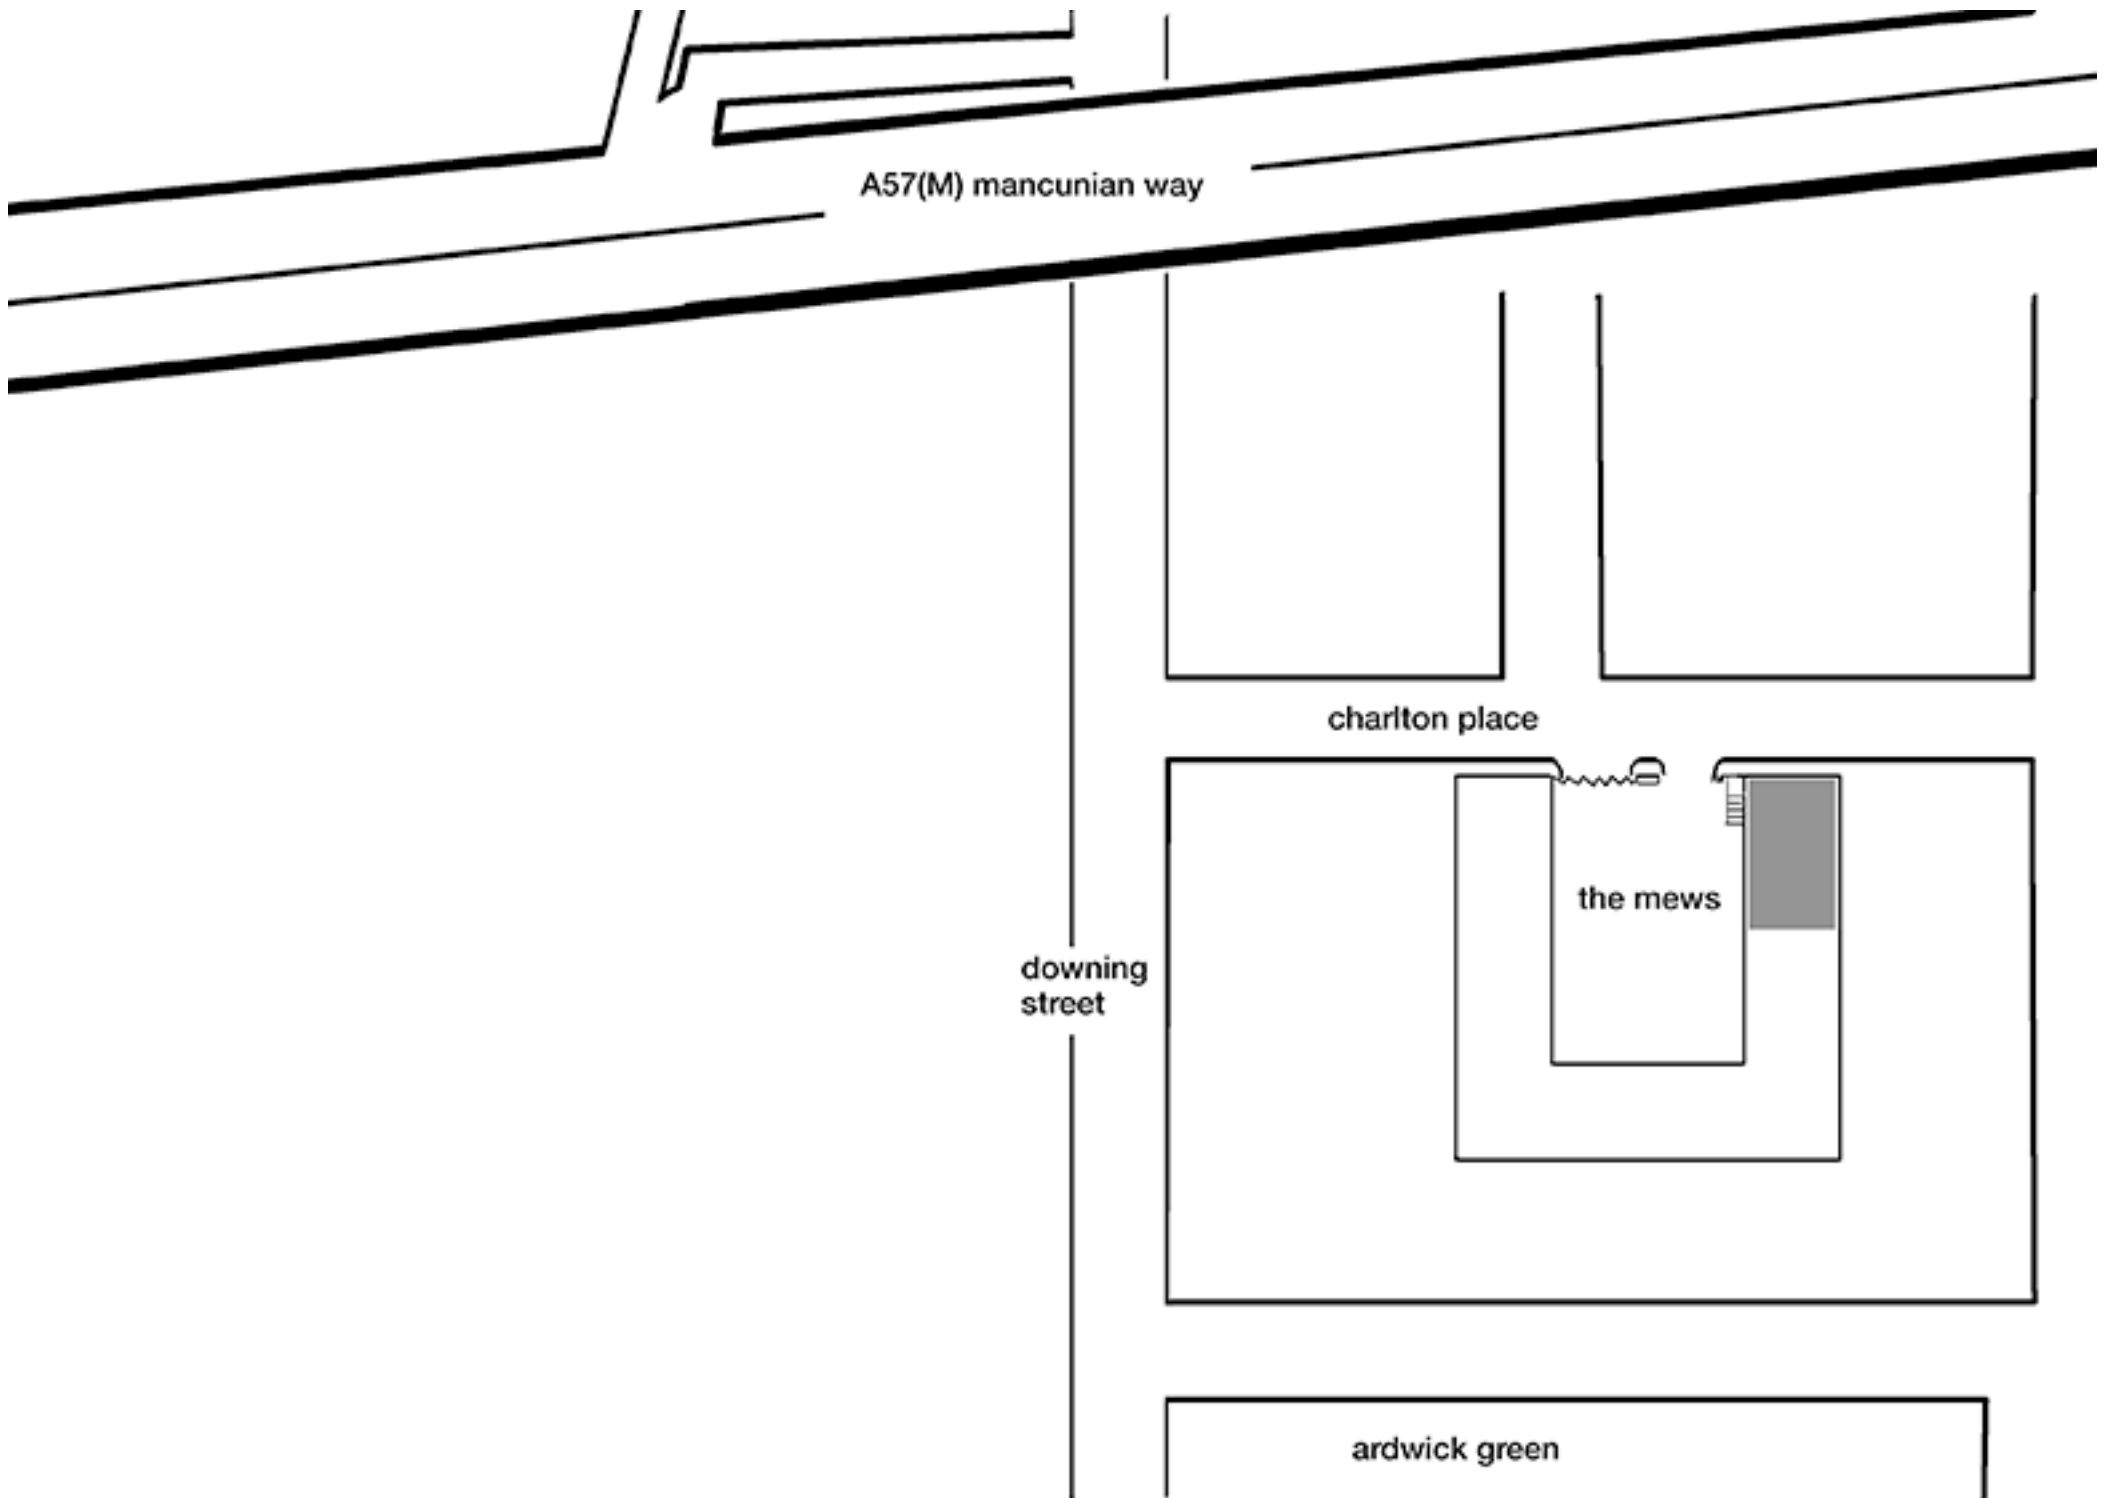 A57(M) mancunian way
charlton place
the mews
downing
street
ardwick green